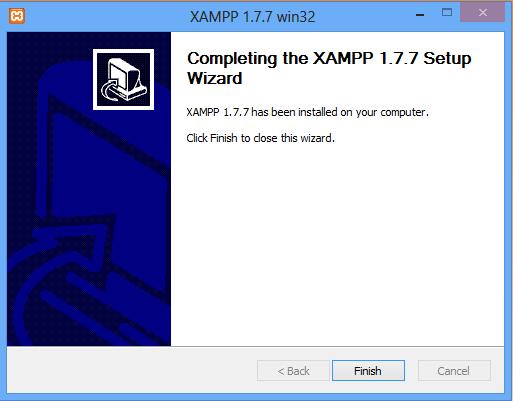 XAMPP 1.7.7 win32
Completing the XAMPP 1.7.7 Setup
Wizard
XAMPP 1.7.7 has been installed on your computer.
Click Finish to close this wizard.
< Back
Finish
Cancel